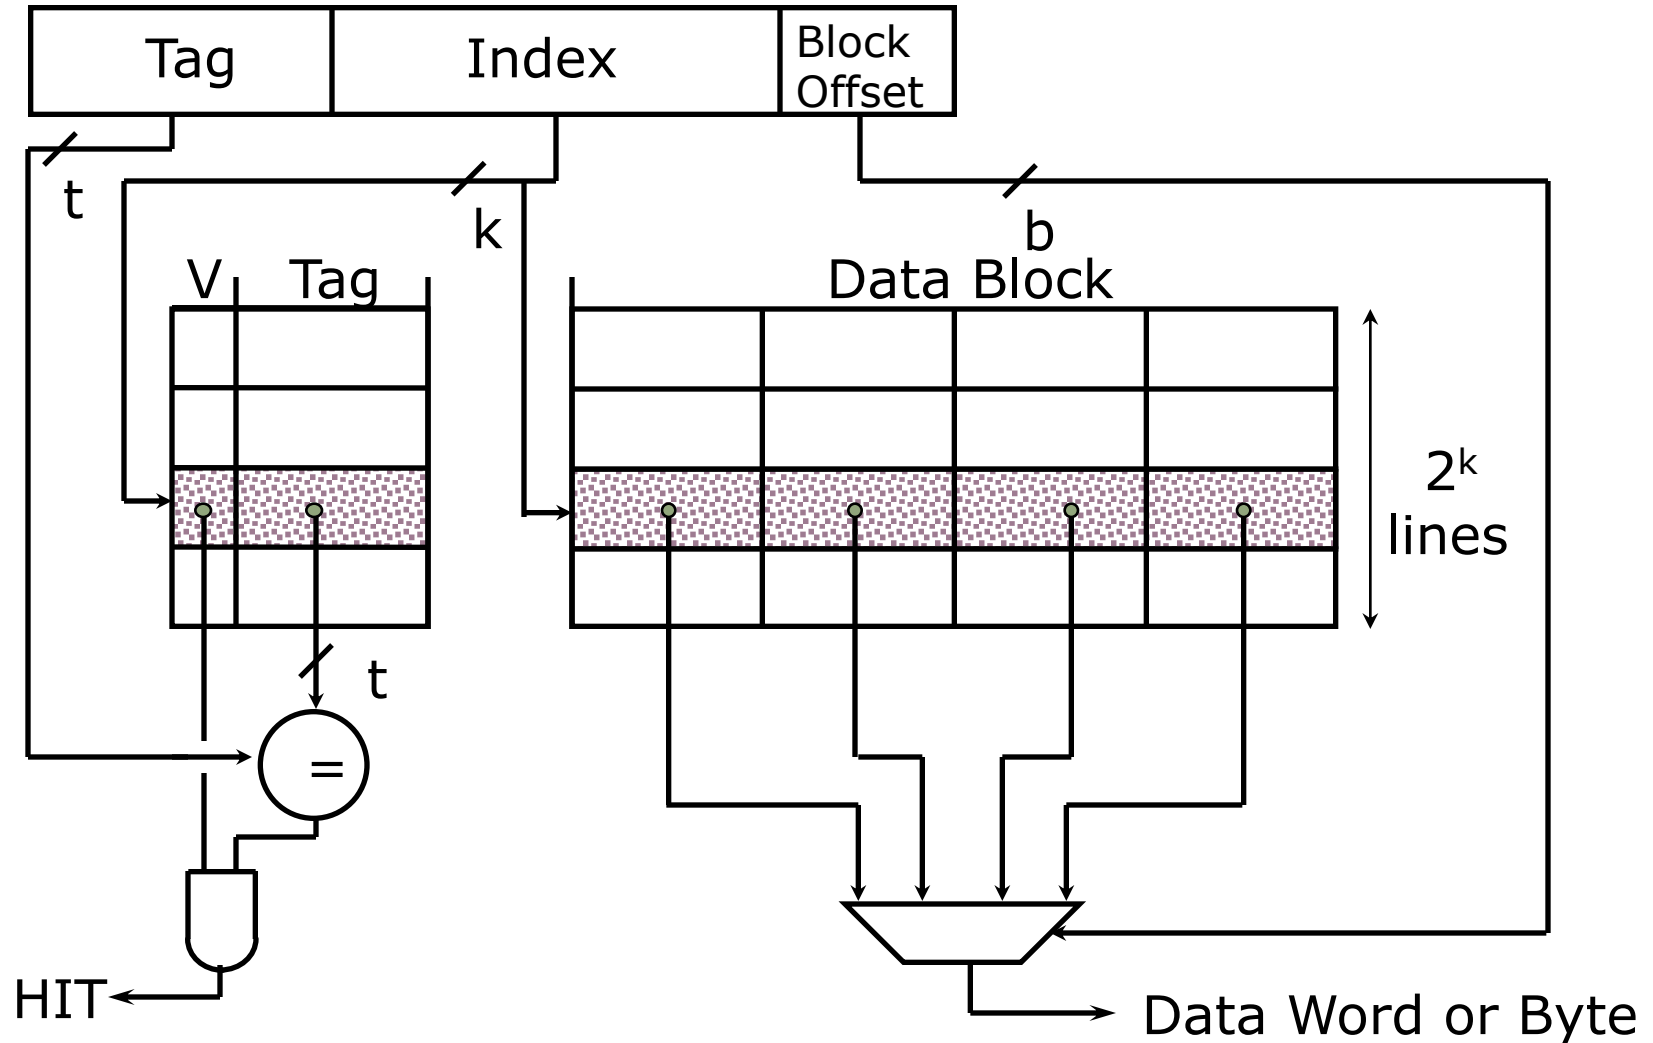 Tag
Index
Block
Offset
t
k
b
V
Tag
Data Block
2ᵏ
lines
t
=
HIT
Data Word or Byte